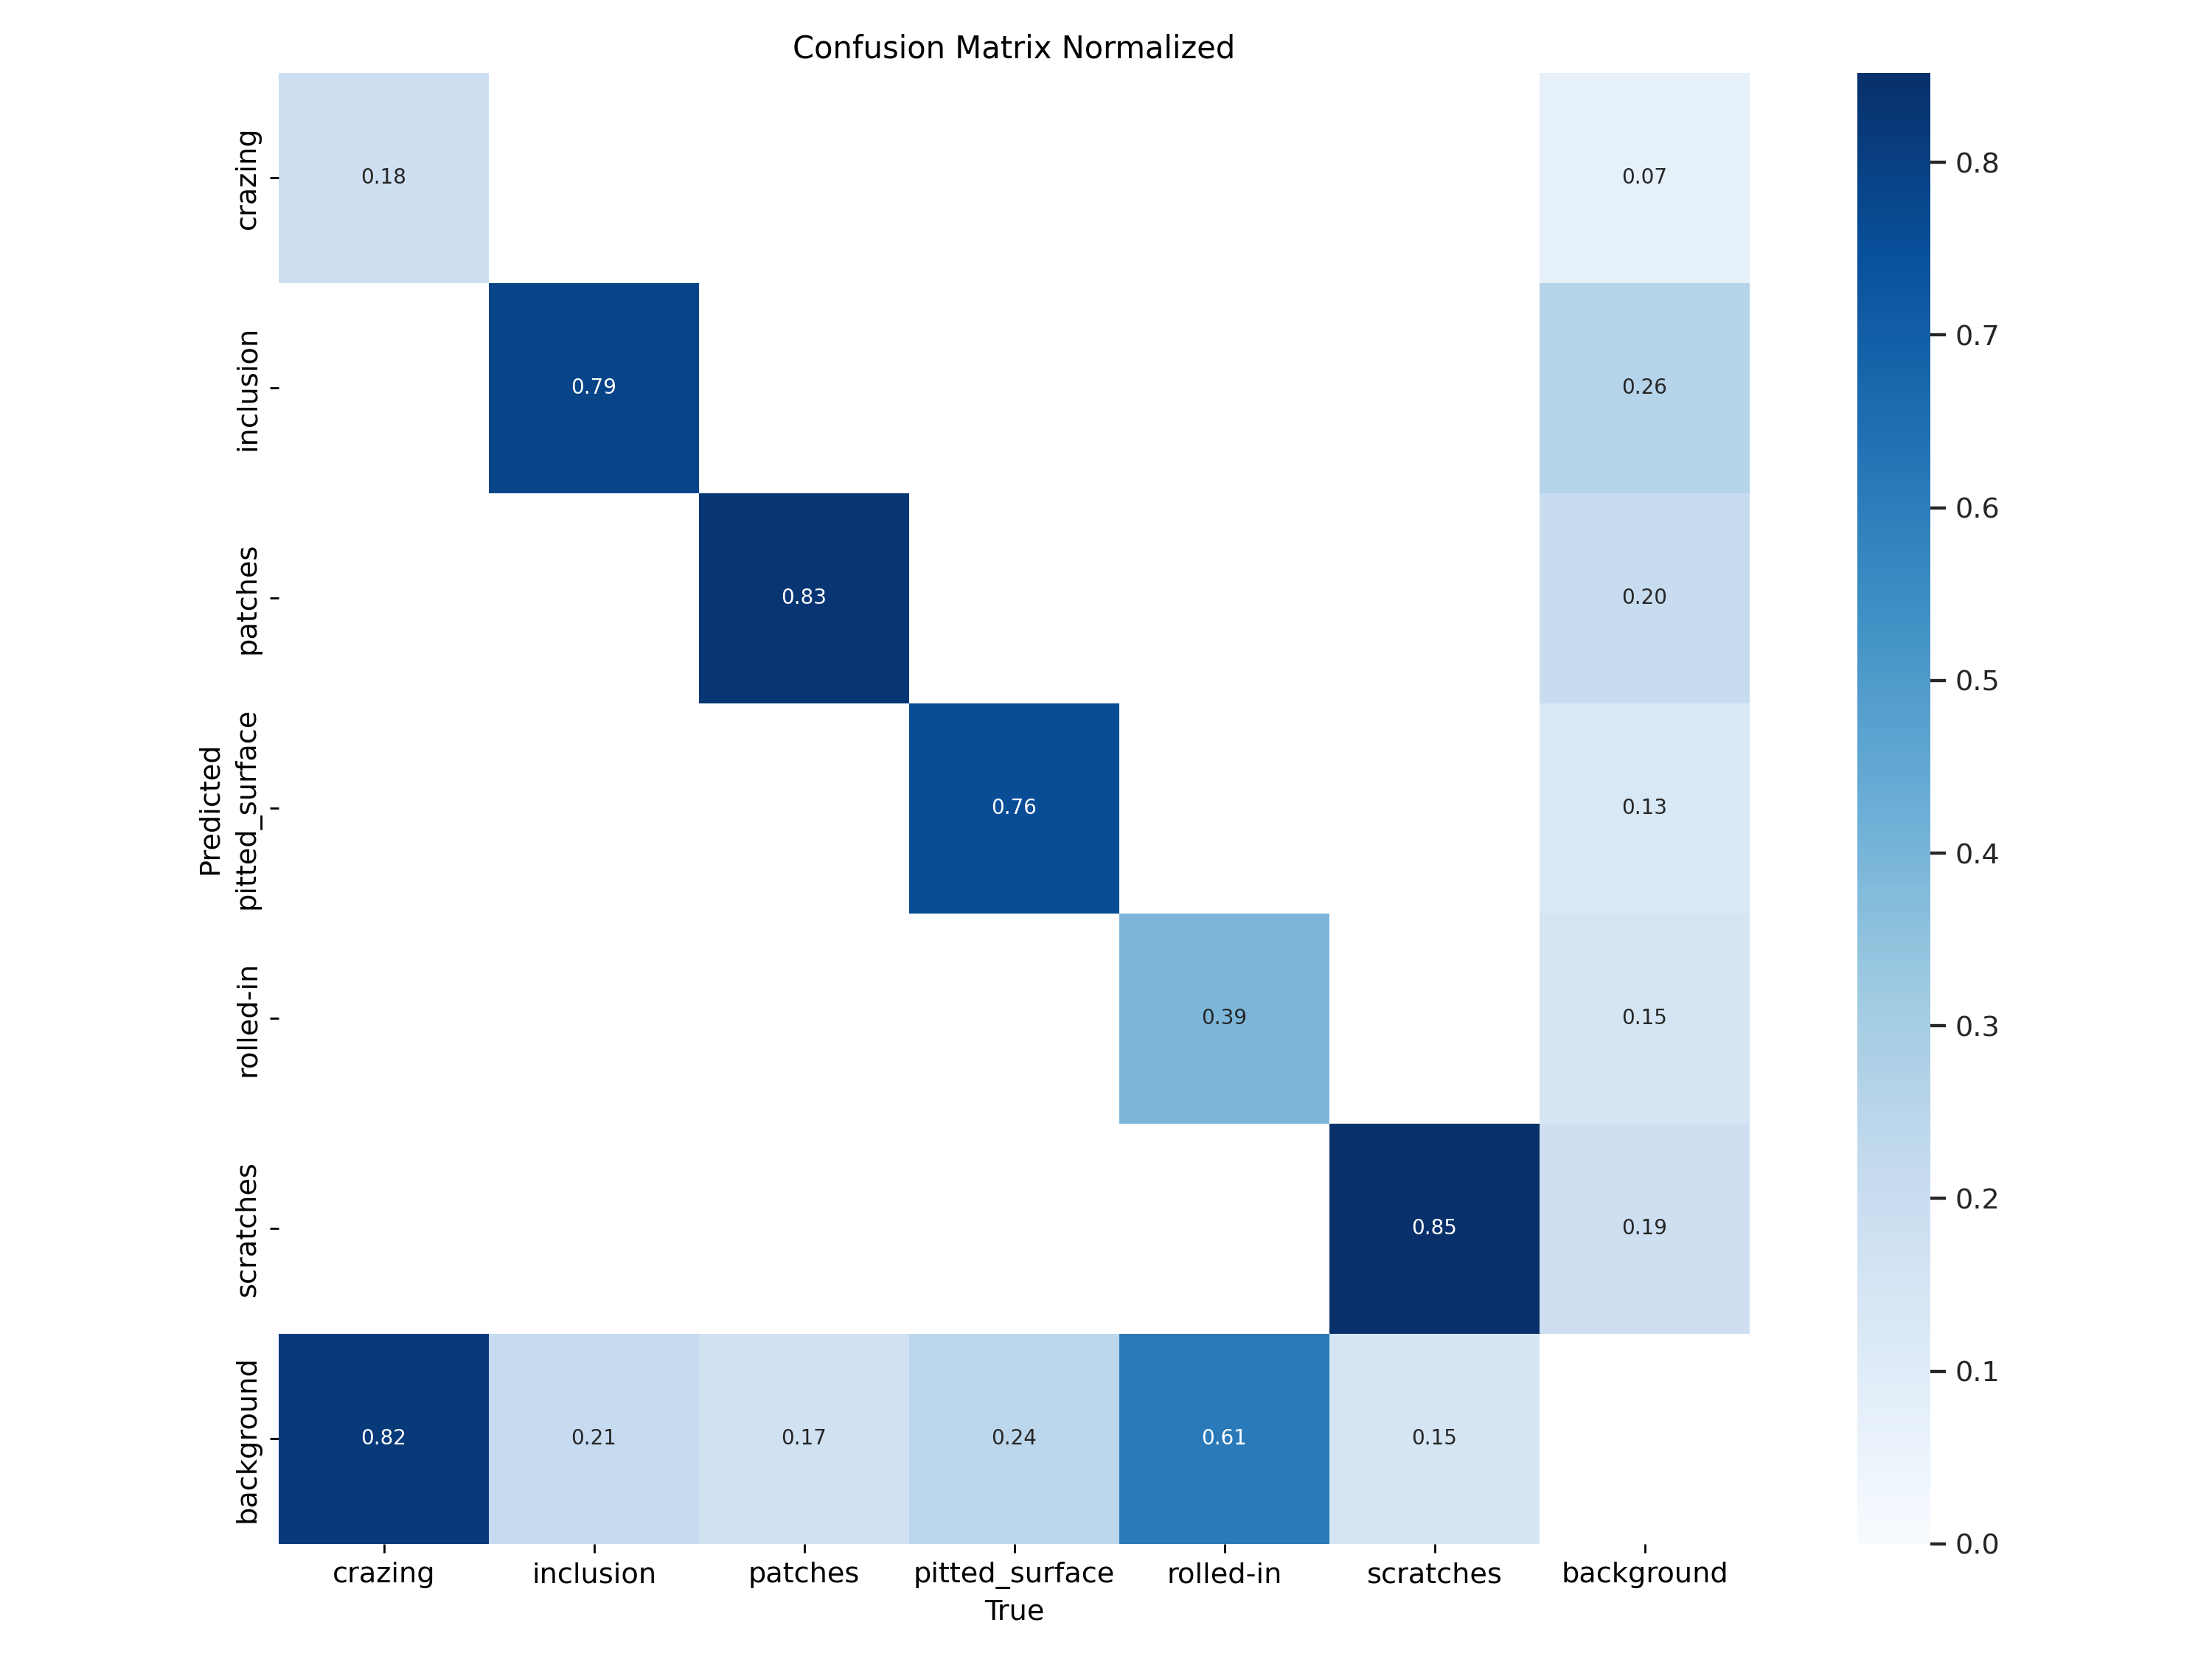 Confusion Matrix Normalized
Predicted
crazing
0.18
0.07
inclusion
0.79
0.26
patches
0.83
0.20
pitted_surface
0.76
0.13
rolled-in
0.39
0.15
scratches
0.85
0.19
background
0.82
0.21
0.17
0.24
0.61
0.15
crazing
inclusion
patches
pitted_surface
rolled-in
scratches
background
True
0.8
0.7
0.6
0.5
0.4
0.3
0.2
0.1
0.0